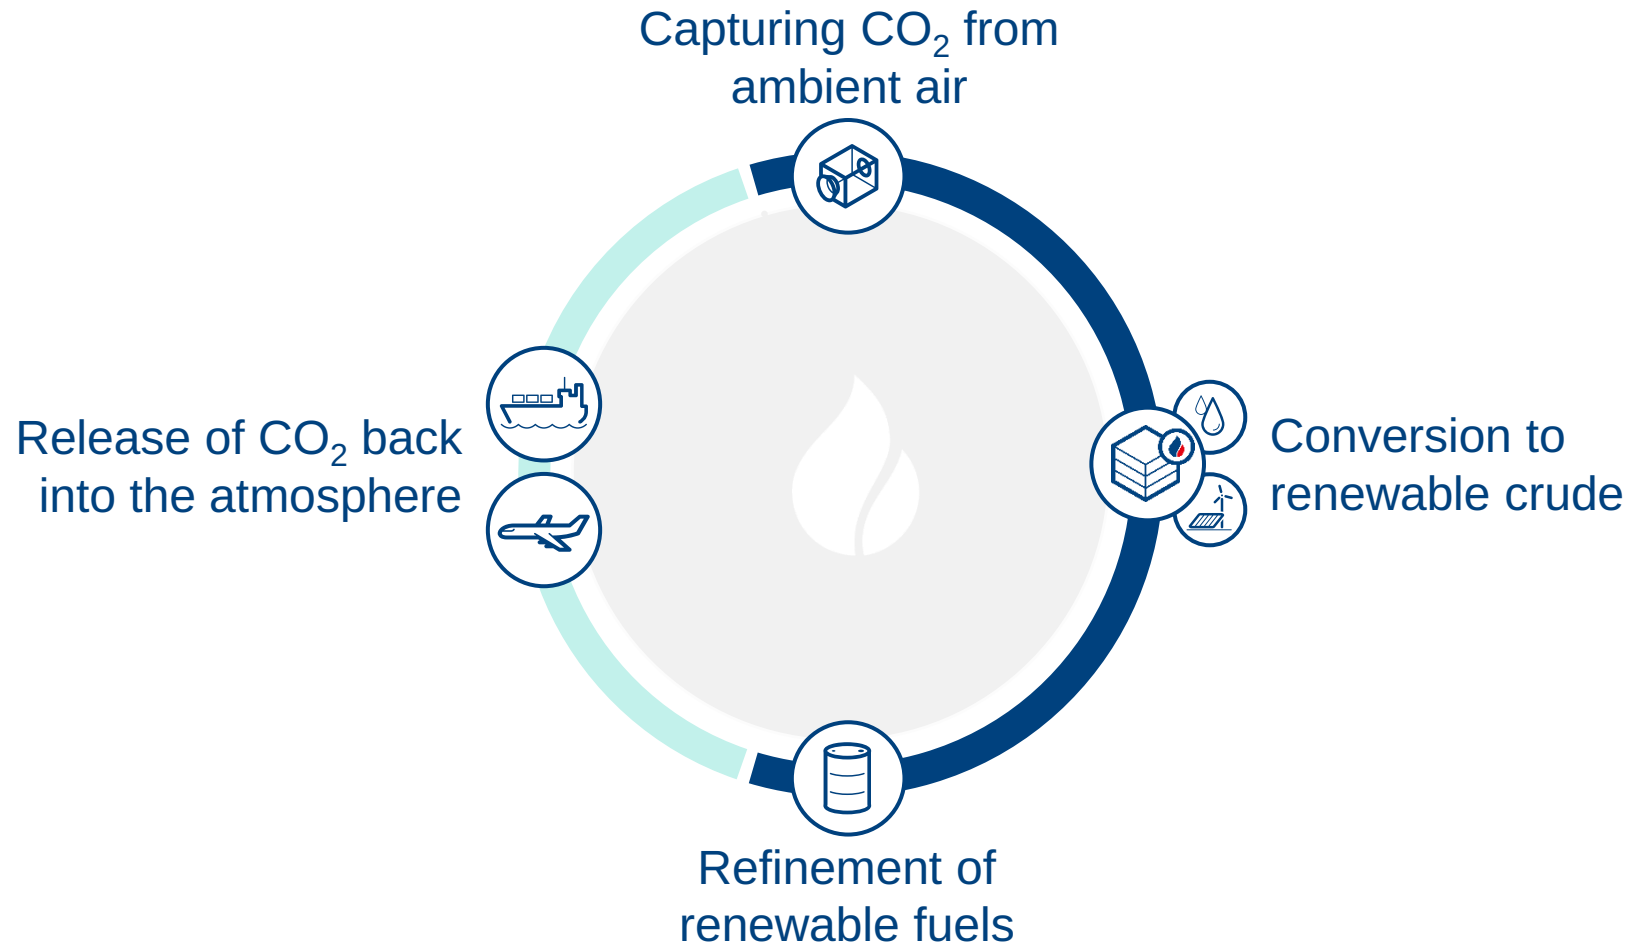 Capturing CO₂ from
ambient air
Release of CO₂ back
into the atmosphere
Conversion to
renewable crude
Refinement of
renewable fuels